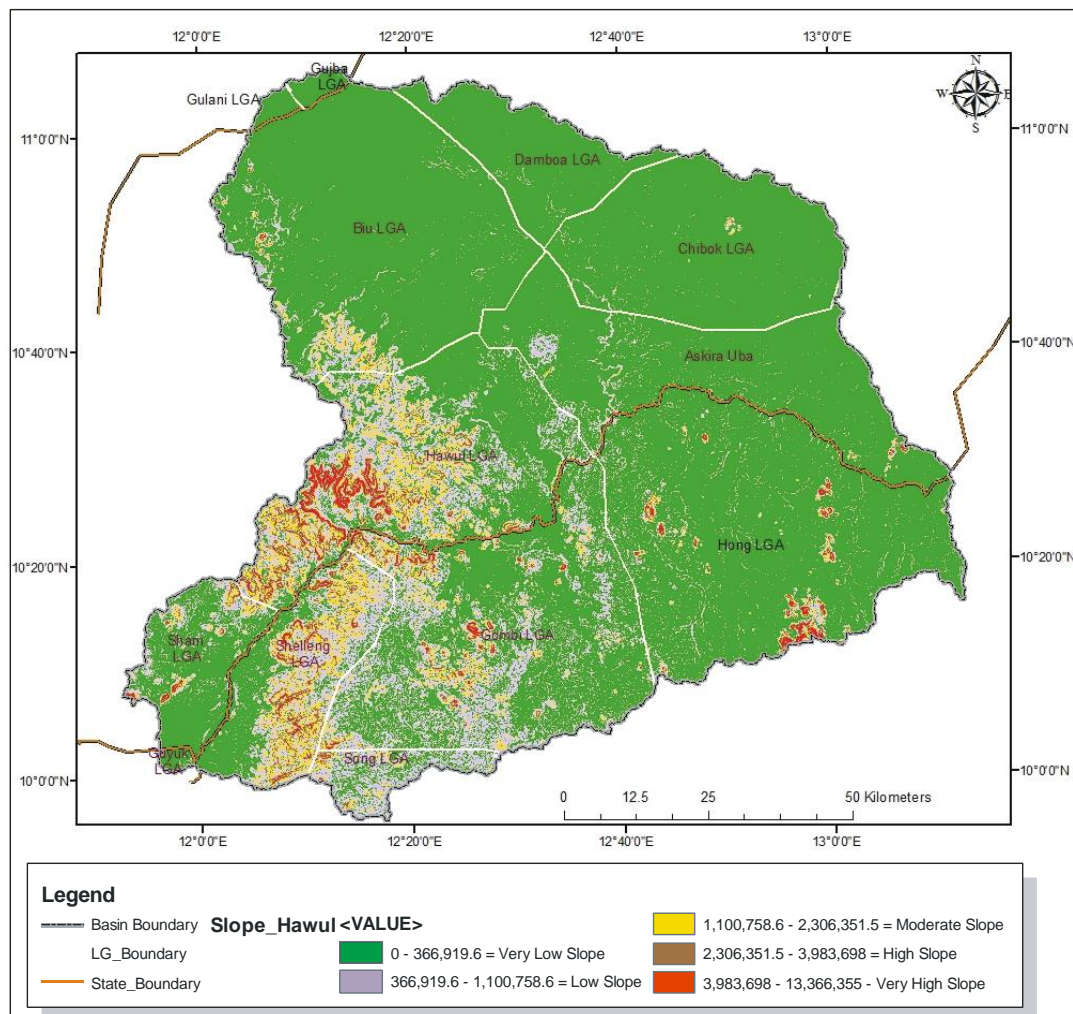 12°0'0"E 12°20'0"E 12°40'0"E 13°0'0"E
Gujba
LGA
Gulani LGA
N
W E
S
11°0'0"N 11°0'0"N
Damboa LGA
Biu LGA
Chibok LGA
10°40'0"N 10°40'0"N
Askira Uba
Hawul LGA
Hong LGA
10°20'0"N 10°20'0"N
Gombi LGA
Shani
LGA
Shelleng
LGA
Guyuk
LGA
Song LGA
10°0'0"N 10°0'0"N
0 12.5 25 50 Kilometers
12°0'0"E 12°20'0"E 12°40'0"E 13°0'0"E
Legend
Basin Boundary
LG_Boundary
State_Boundary
Slope_Hawul <VALUE>
0 - 366,919.6 = Very Low Slope
366,919.6 - 1,100,758.6 = Low Slope
1,100,758.6 - 2,306,351.5 = Moderate Slope
2,306,351.5 - 3,983,698 = High Slope
3,983,698 - 13,366,355 - Very High Slope